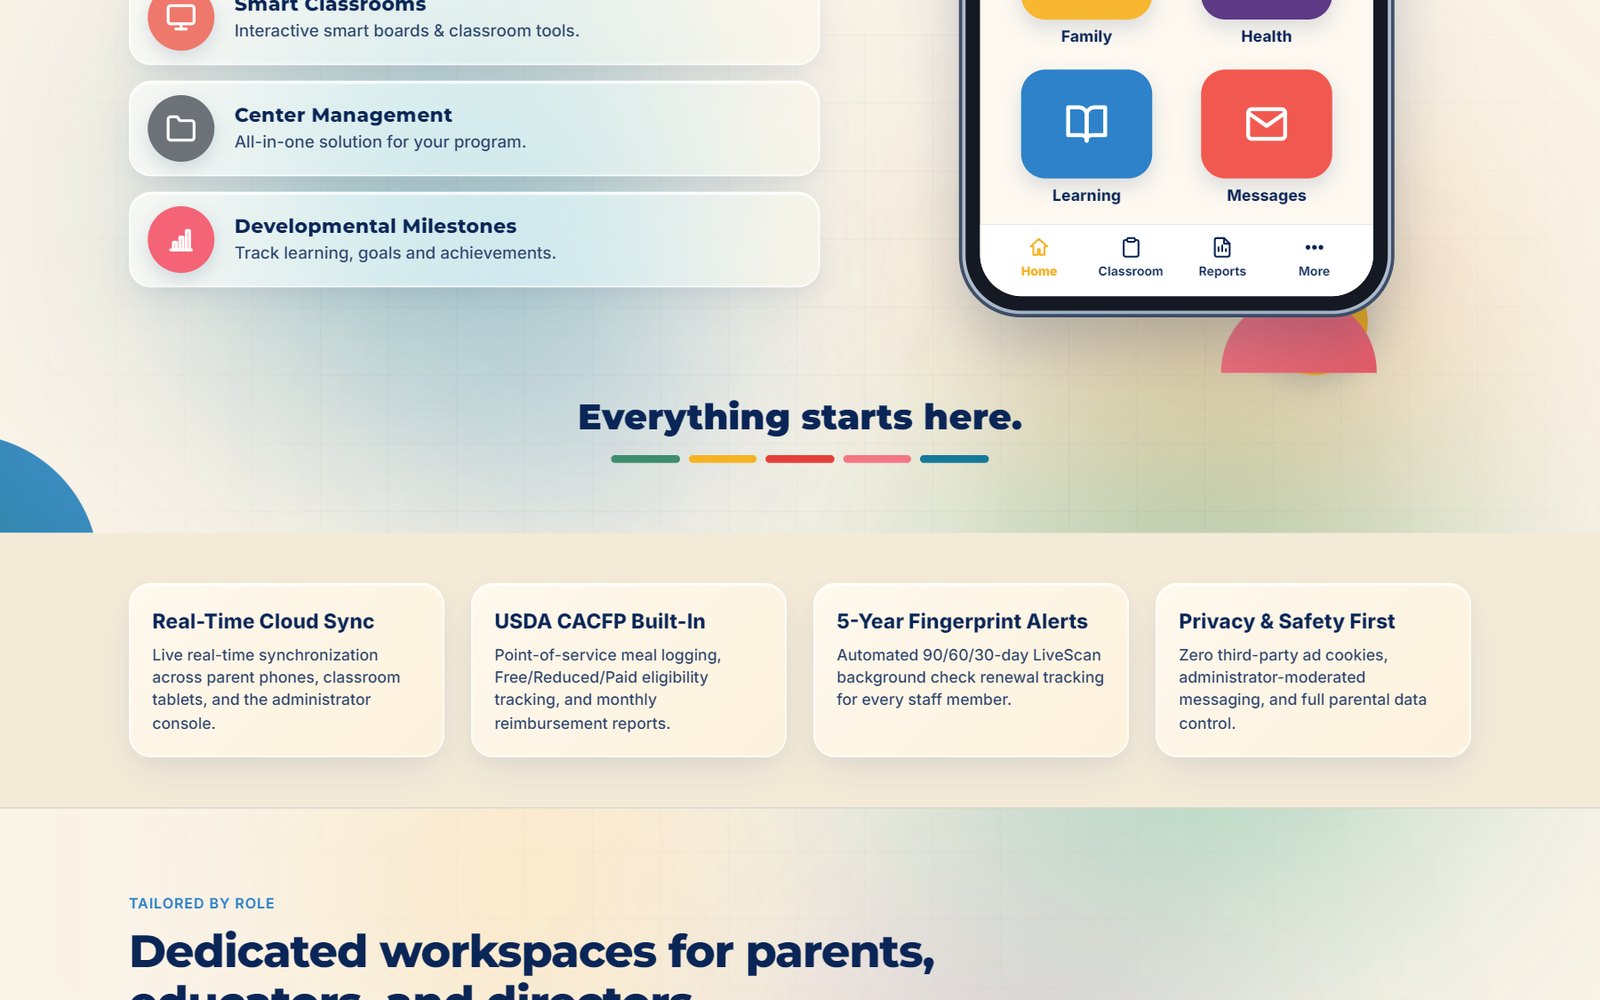 Smart Classrooms
Interactive smart boards & classroom tools.
Center Management
All-in-one solution for your program.
Developmental Milestones
Track learning, goals and achievements.
Family
Health
Learning
Messages
Home
Classroom
Reports
More
Everything starts here.
Real-Time Cloud Sync
Live real-time synchronization
across parent phones, classroom
tablets, and the administrator
console.
USDA CACFP Built-In
Point-of-service meal logging,
Free/Reduced/Paid eligibility
tracking, and monthly
reimbursement reports.
5-Year Fingerprint Alerts
Automated 90/60/30-day LiveScan
background check renewal tracking
for every staff member.
Privacy & Safety First
Zero third-party ad cookies,
administrator-moderated
messaging, and full parental data
control.
TAILORED BY ROLE
Dedicated workspaces for parents,
educators, and directors